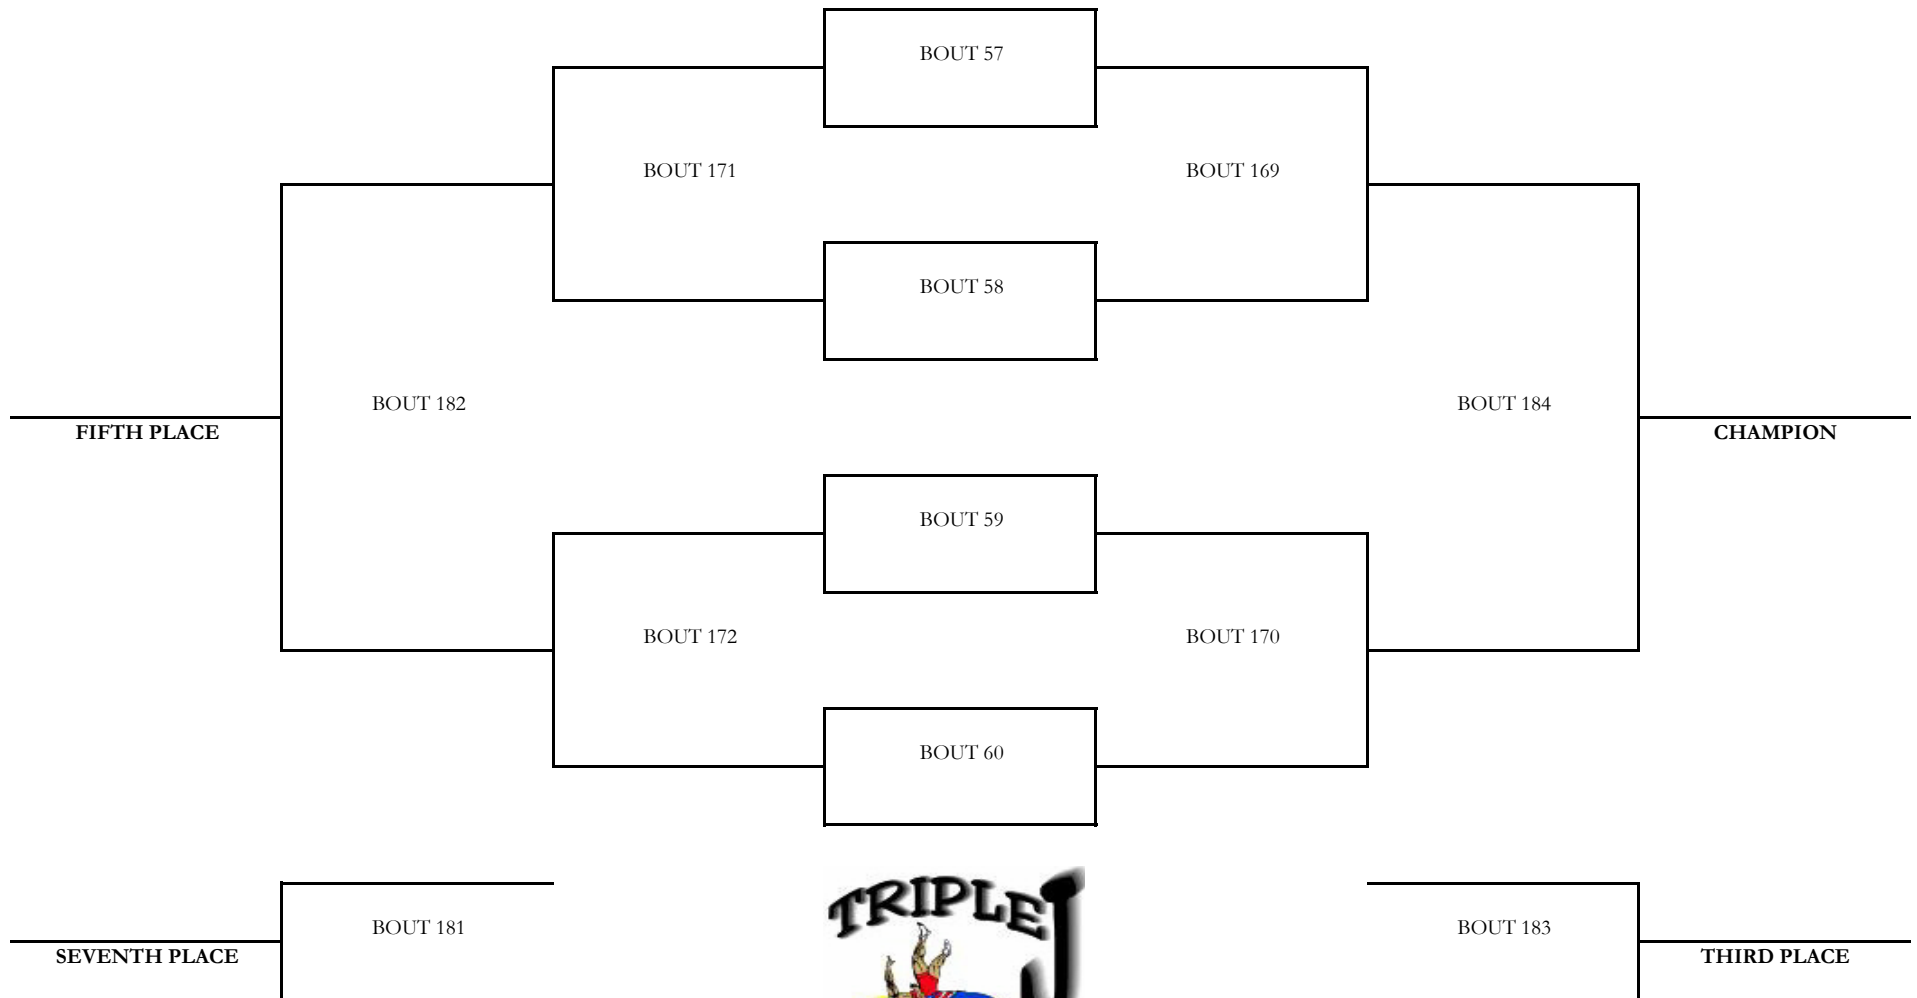 BOUT 57
BOUT 171
BOUT 169
BOUT 58
BOUT 182
BOUT 184
FIFTH PLACE
CHAMPION
BOUT 59
BOUT 172
BOUT 170
BOUT 60
TRIPLE J
BOUT 181
BOUT 183
SEVENTH PLACE
THIRD PLACE